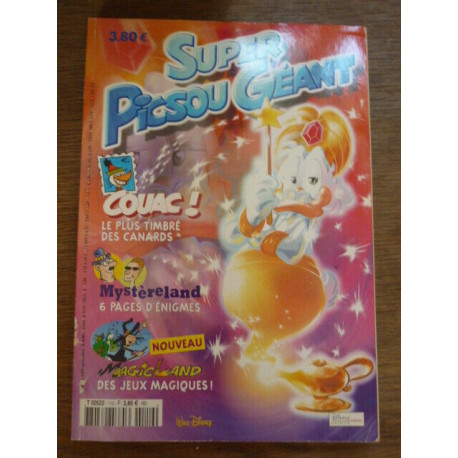 3.80 €
SUPER
PICSOU GÉANT
COUAC !
LE PLUS TIMBRÉ
DES CANARDS
Mystèreland
6 PAGES D'ÉNIGMES
NOUVEAU
MAGICLAND
DES JEUX MAGIQUES !
Walt Disney